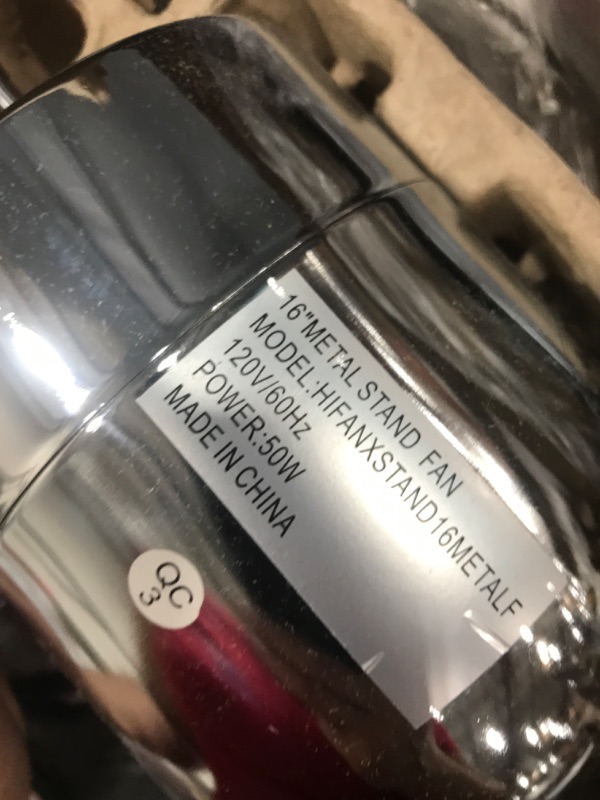 16"METAL STAND FAN
MODEL:HIFANXSTAND16METALF
120V/60HZ
POWER:50W
MADE IN CHINA
QC
3